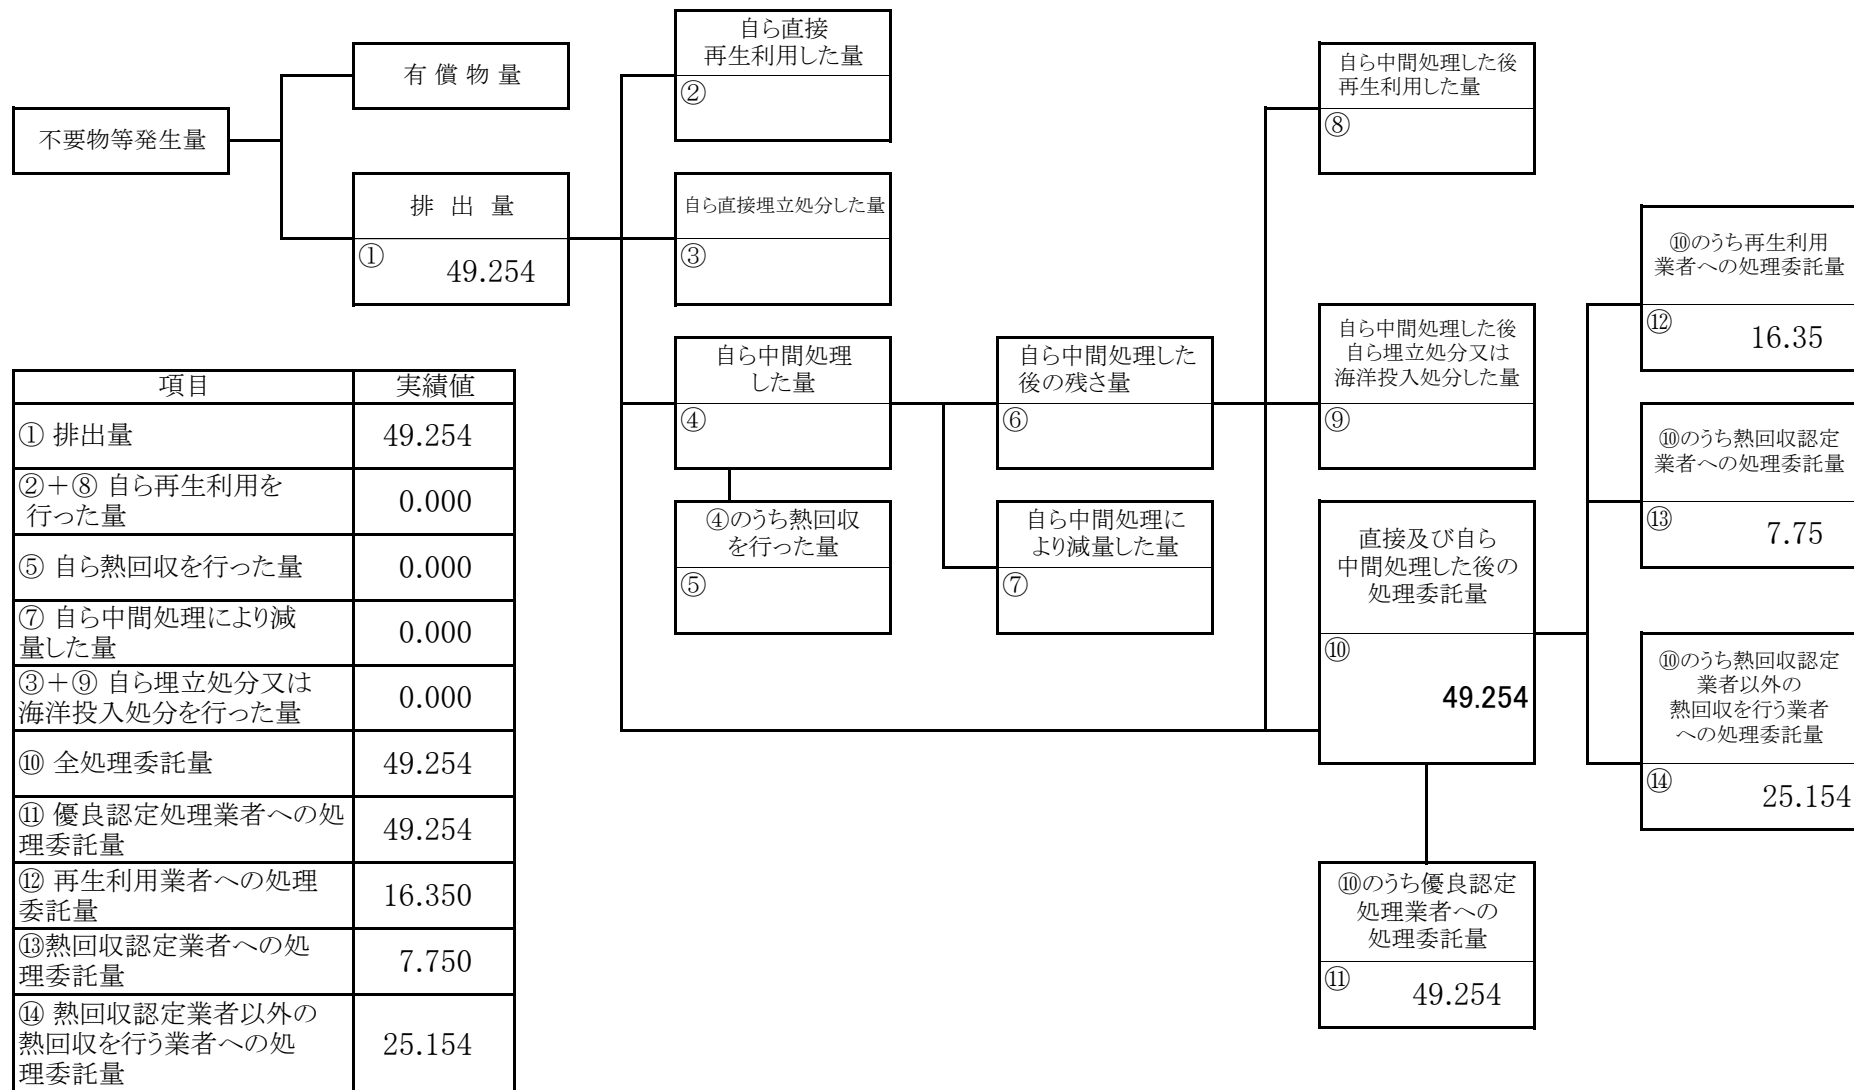 不要物等発生量
有 償 物 量
排 出 量
① 49.254
自ら直接
再生利用した量
②
自ら直接埋立処分した量
③
自ら中間処理
した量
④
④のうち熱回収
を行った量
⑤
自ら中間処理した
後の残さ量
⑥
自ら中間処理に
より減量した量
⑦
自ら中間処理した後
再生利用した量
⑧
自ら中間処理した後
自ら埋立処分又は
海洋投入処分した量
⑨
直接及び自ら
中間処理した後の
処理委託量
⑩
49.254
⑩のうち優良認定
処理業者への
処理委託量
⑪ 49.254
⑩のうち再生利用
業者への処理委託量
⑫ 16.35
⑩のうち熱回収認定
業者への処理委託量
⑬ 7.75
⑩のうち熱回収認定
業者以外の
熱回収を行う業者
への処理委託量
⑭ 25.154
項目 実績値
① 排出量 49.254
②＋⑧ 自ら再生利用を
行った量 0.000
⑤ 自ら熱回収を行った量 0.000
⑦ 自ら中間処理により減
量した量 0.000
③＋⑨ 自ら埋立処分又は
海洋投入処分を行った量 0.000
⑩ 全処理委託量 49.254
⑪ 優良認定処理業者への処
理委託量 49.254
⑫ 再生利用業者への処理
委託量 16.350
⑬熱回収認定業者への処
理委託量 7.750
⑭ 熱回収認定業者以外の
熱回収を行う業者への処
理委託量 25.154